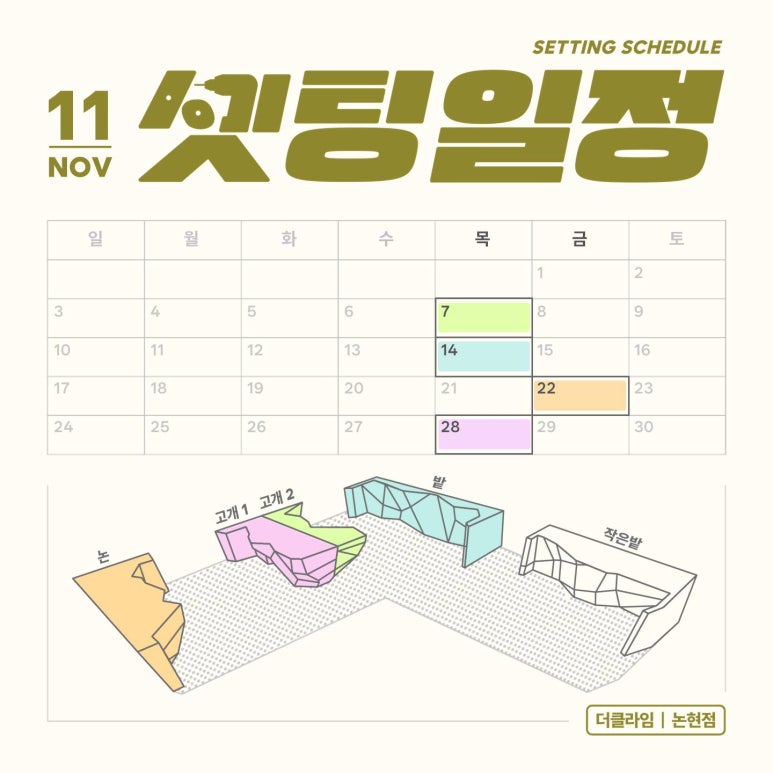 SETTING SCHEDULE
11
NOV
셋팅일정
일 월 화 수 목 금 토
1 2
3 4 5 6 7 8 9
10 11 12 13 14 15 16
17 18 19 20 21 22 23
24 25 26 27 28 29 30
논
고개 1
고개 2
밭
작은밭
더클라임 | 논현점